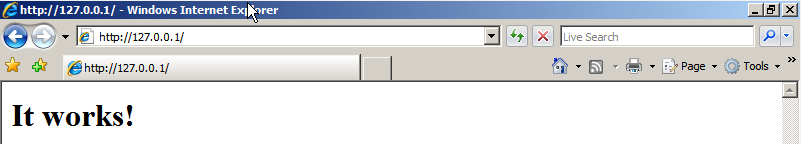 http://127.0.0.1/ - Windows Internet Explorer
http://127.0.0.1/ Live Search
http://127.0.0.1/ Page Tools
It works!